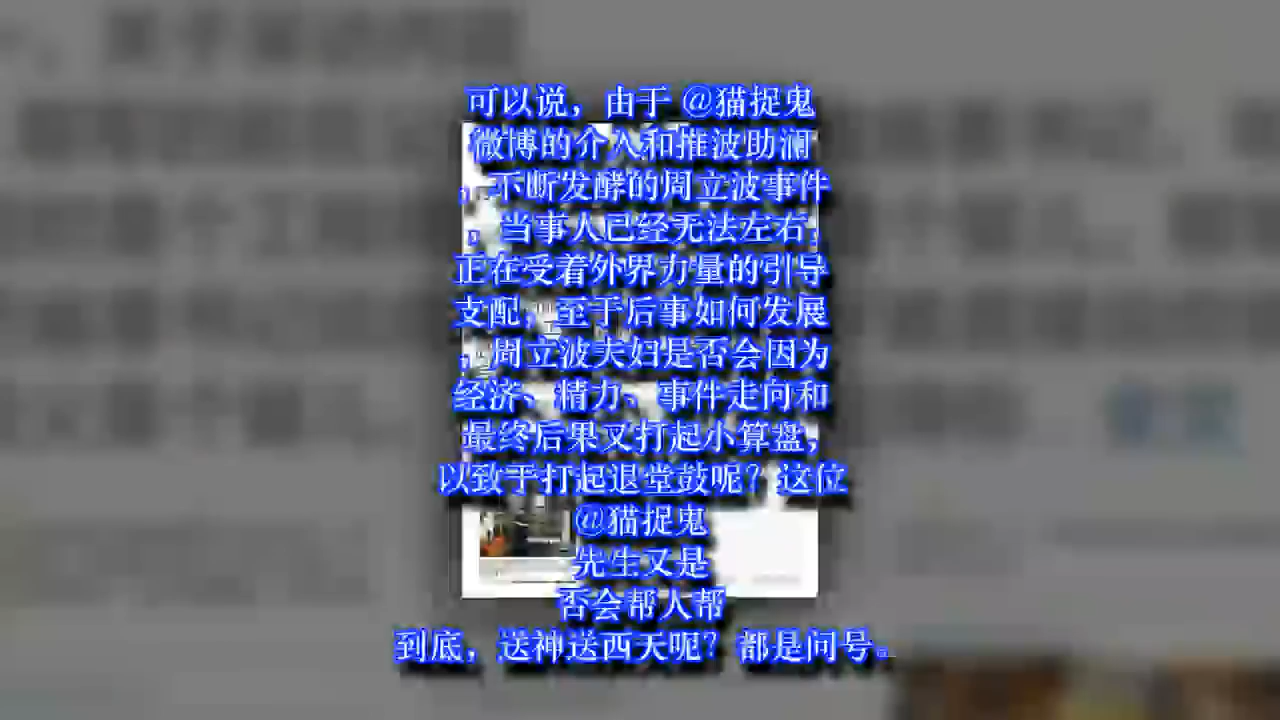 可以说，由于 @猫捉鬼
微博的介入和推波助澜
，不断发酵的周立波事件
，当事人已经无法左右，
正在受着外界力量的引导
支配，至于后事如何发展
，周立波夫妇是否会因为
经济、精力、事件走向和
最终后果又打起小算盘，
以致于打起退堂鼓呢？这位
@猫捉鬼
先生又是
否会帮人帮
到底，送神送西天呢？都是问号。